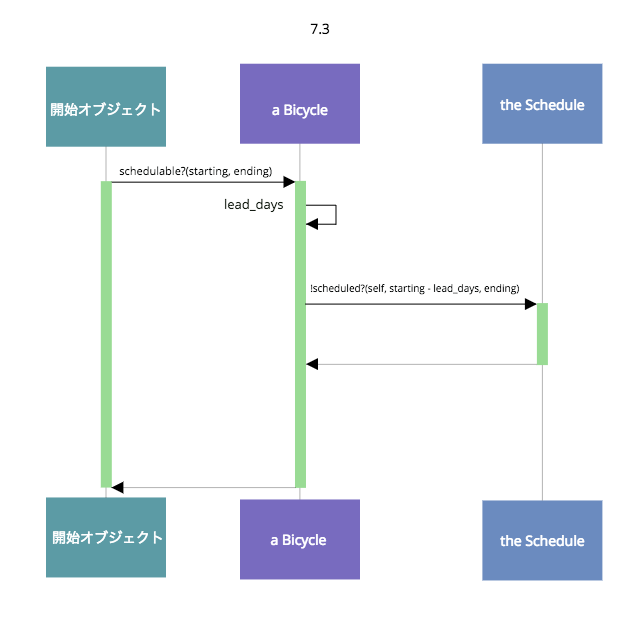 7.3
開始オブジェクト
a Bicycle
the Schedule
schedulable?(starting, ending)
lead_days
!scheduled?(self, starting - lead_days, ending)
開始オブジェクト
a Bicycle
the Schedule